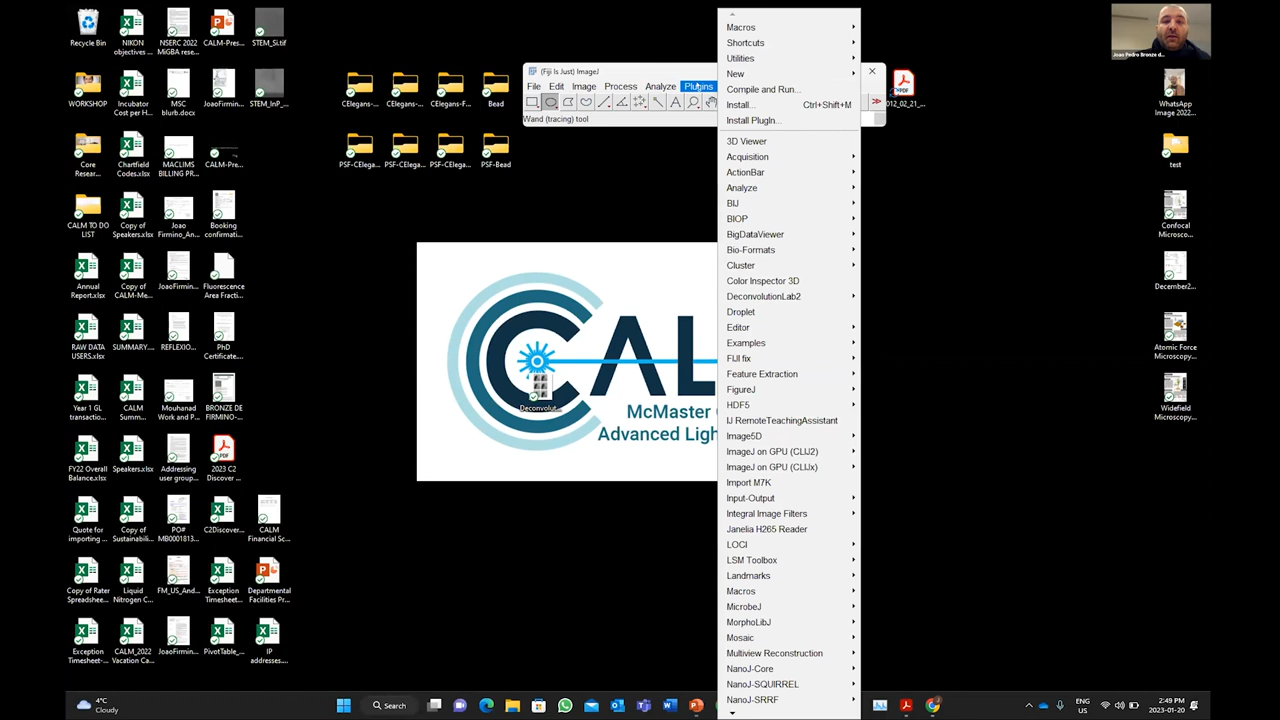 Recycle Bin
NIKON
objectives ...
NSERC 2022
MiGBA rese...
CALM-Pres...
STEM_Si.tif
WORKSHOP
Incubator
Cost per H...
MSC
blurb.docx
JoaoFirmin...
STEM_InP_...
Core
Resear...
Chartfield
Codes.xlsx
MACLIMS
BILLING PR...
CALM-Pre...
CALM TO DO
LIST
Copy of
Speakers.xlsx
Joao
Firmino_An...
Booking
confirmati...
Annual
Report.xlsx
Copy of
CALM-Me...
JoaoFirmin...
Fluorescence
Area Fracti...
RAW DATA
USERS.xlsx
SUMMARY....
REFLEXIO...
PhD
Certificate...
Year 1 GL
transactio...
CALM
Summ...
Mouhanad
Work and P...
BRONZE DE
FIRMINO-...
FY22 Overall
Balance.xlsx
Speakers.xlsx
Addressing
user group...
2023 C2
Discover ...
Quote for
importing ...
Copy of
Sustainabili...
PO#
MB0001813...
C2Discover...
CALM
Financial Sc...
Copy of Rater
Spreadshee...
Liquid
Nitrogen C...
FM_US_And...
Exception
Timesheet...
Departmental
Facilities Pr...
Exception
Timesheet-...
CALM_2022
Vacation Ca...
JoaoFirmin...
PivotTable_...
IP
addresses....
CElegans-...
CElegans-...
CElegans-F...
Bead
PSF-CElega...
PSF-CElega...
PSF-CElega...
PSF-Bead
(Fiji Is Just) ImageJ
File Edit Image Process Analyze Plugins
Wand (tracing) tool
CAL
McMaster
Advanced Lig
Deconvolut...
Macros
Shortcuts
Utilities
New
Compile and Run...
Install... Ctrl+Shift+M
Install PlugIn...
3D Viewer
Acquisition
ActionBar
Analyze
BIJ
BIOP
BigDataViewer
Bio-Formats
Cluster
Color Inspector 3D
DeconvolutionLab2
Droplet
Editor
Examples
FIJI fix
Feature Extraction
FigureJ
HDF5
IJ RemoteTeachingAssistant
Image5D
ImageJ on GPU (CLIJ2)
ImageJ on GPU (CLIJx)
Import M7K
Input-Output
Integral Image Filters
Janelia H265 Reader
LOCI
LSM Toolbox
Landmarks
Macros
MicrobeJ
MorphoLibJ
Mosaic
Multiview Reconstruction
NanoJ-Core
NanoJ-SQUIRREL
NanoJ-SRRF
012_02_21_...
Joao Pedro Bronze d...
WhatsApp
Image 2022...
test
Confocal
Microsco...
December2...
Atomic Force
Microscopy...
Widefield
Microscopy...
4°C
Cloudy
Search
ENG
US
2:49 PM
2023-01-20